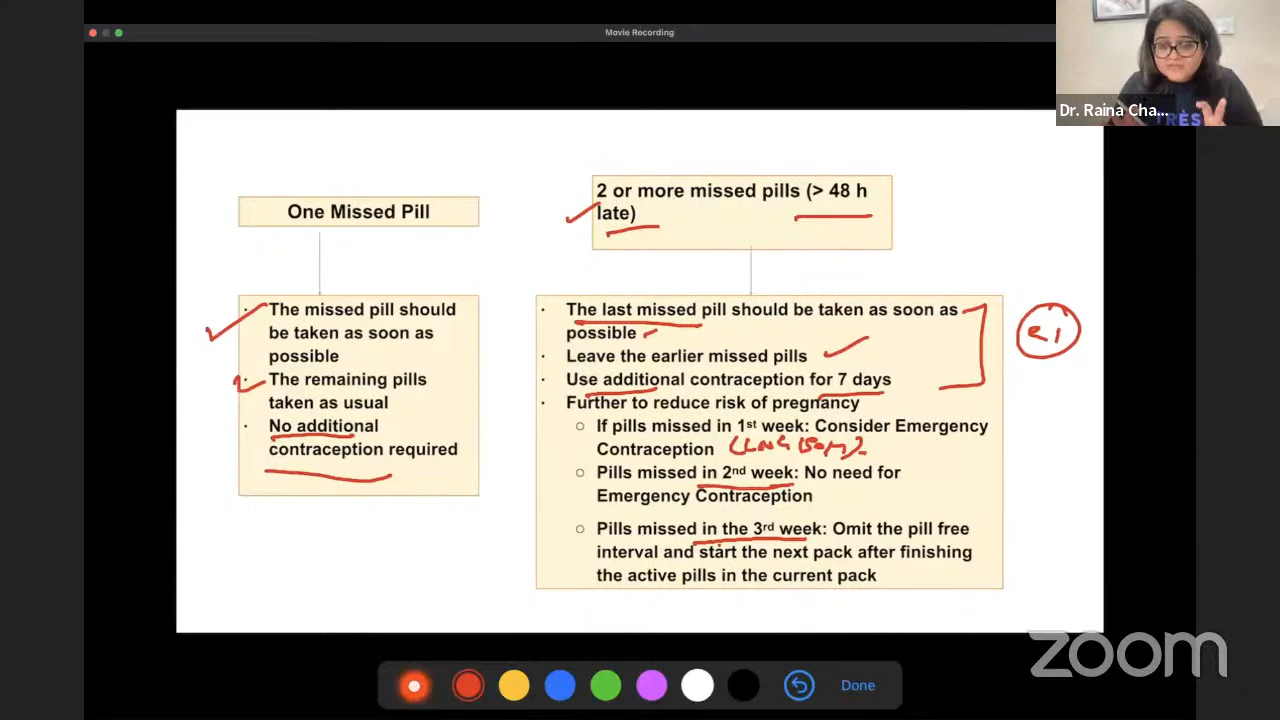 Movie Recording
Dr. Raina Cha...
TRÈS
One Missed Pill
· The missed pill should
be taken as soon as
possible
· The remaining pills
taken as usual
· No additional
contraception required
2 or more missed pills (> 48 h
late)
· The last missed pill should be taken as soon as
possible
· Leave the earlier missed pills
· Use additional contraception for 7 days
· Further to reduce risk of pregnancy
○ If pills missed in 1st week: Consider Emergency
Contraception
○ Pills missed in 2nd week: No need for
Emergency Contraception
○ Pills missed in the 3rd week: Omit the pill free
interval and start the next pack after finishing
the active pills in the current pack
zoom
Done